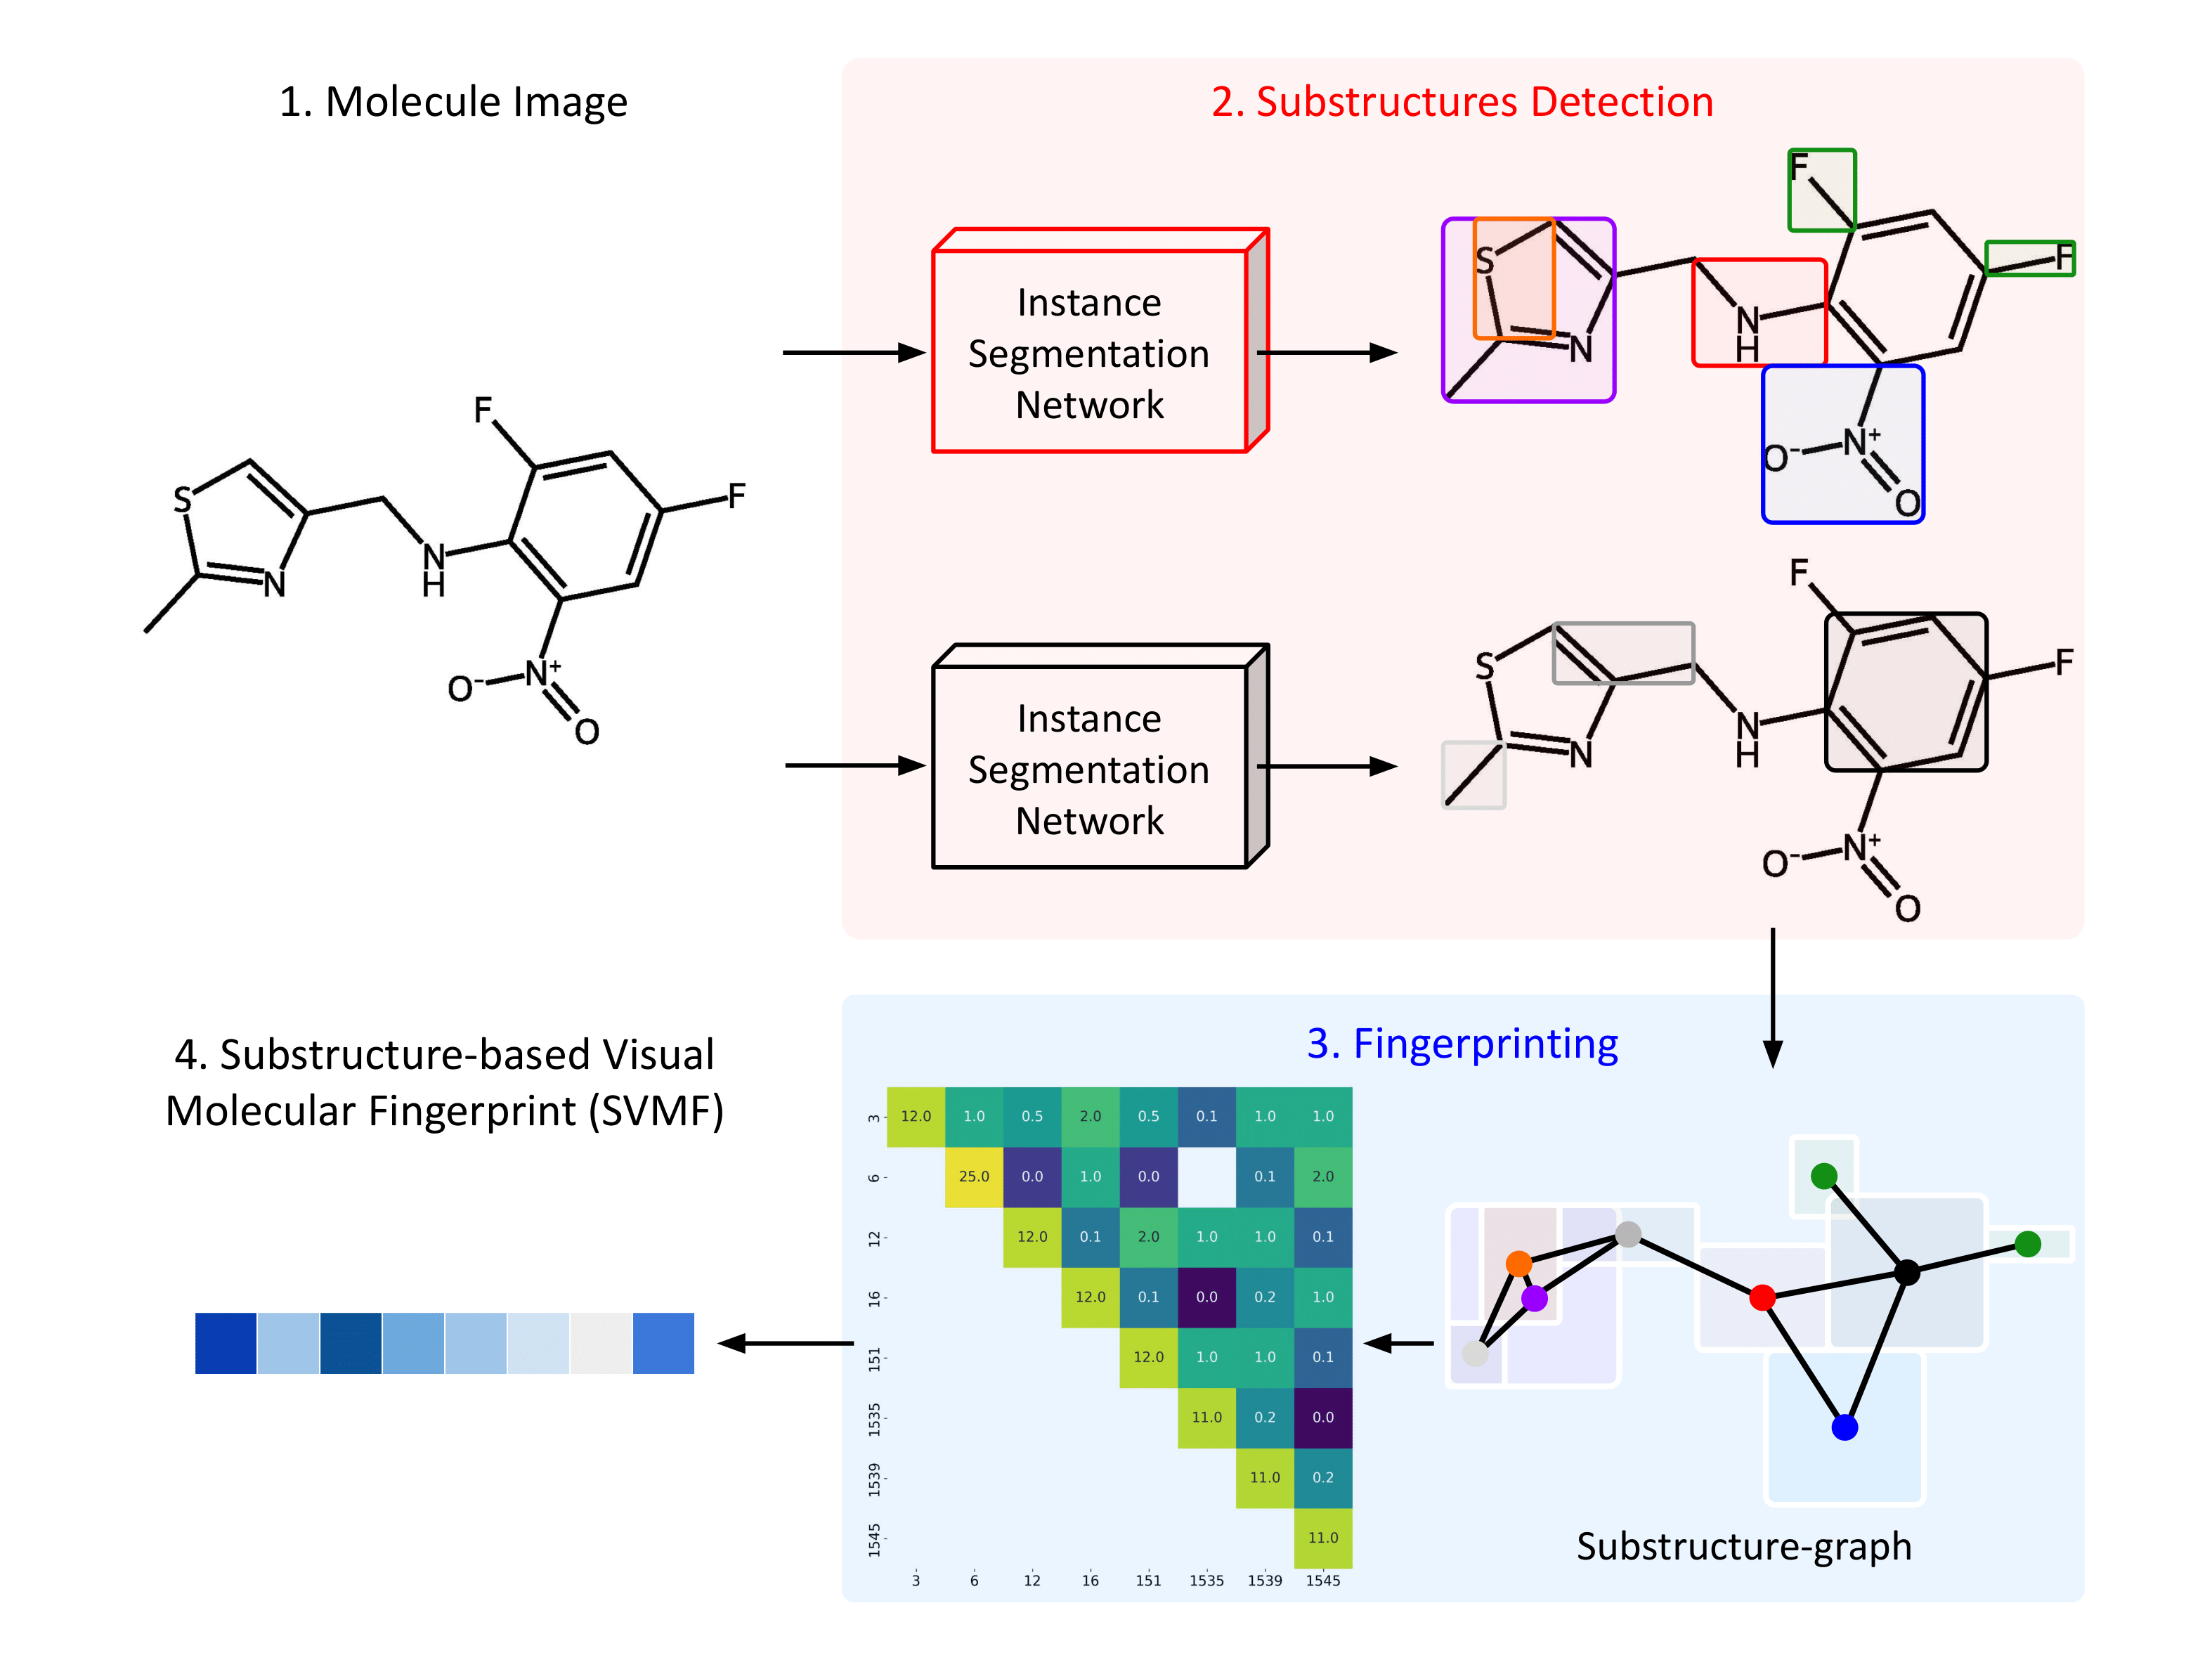 1. Molecule Image
S
N
N
H
F
F
N+
O-
O
2. Substructures Detection
Instance
Segmentation
Network
S
N
N
H
F
F
N+
O-
O
Instance
Segmentation
Network
S
N
N
H
F
F
N+
O-
O
3. Fingerprinting
3 12.0 1.0 0.5 2.0 0.5 0.1 1.0 1.0
6 25.0 0.0 1.0 0.0 0.1 2.0
12 12.0 0.1 2.0 1.0 1.0 0.1
16 12.0 0.1 0.0 0.2 1.0
151 12.0 1.0 1.0 0.1
1535 11.0 0.2 0.0
1539 11.0 0.2
1545 11.0
3 6 12 16 151 1535 1539 1545
Substructure-graph
4. Substructure-based Visual
Molecular Fingerprint (SVMF)